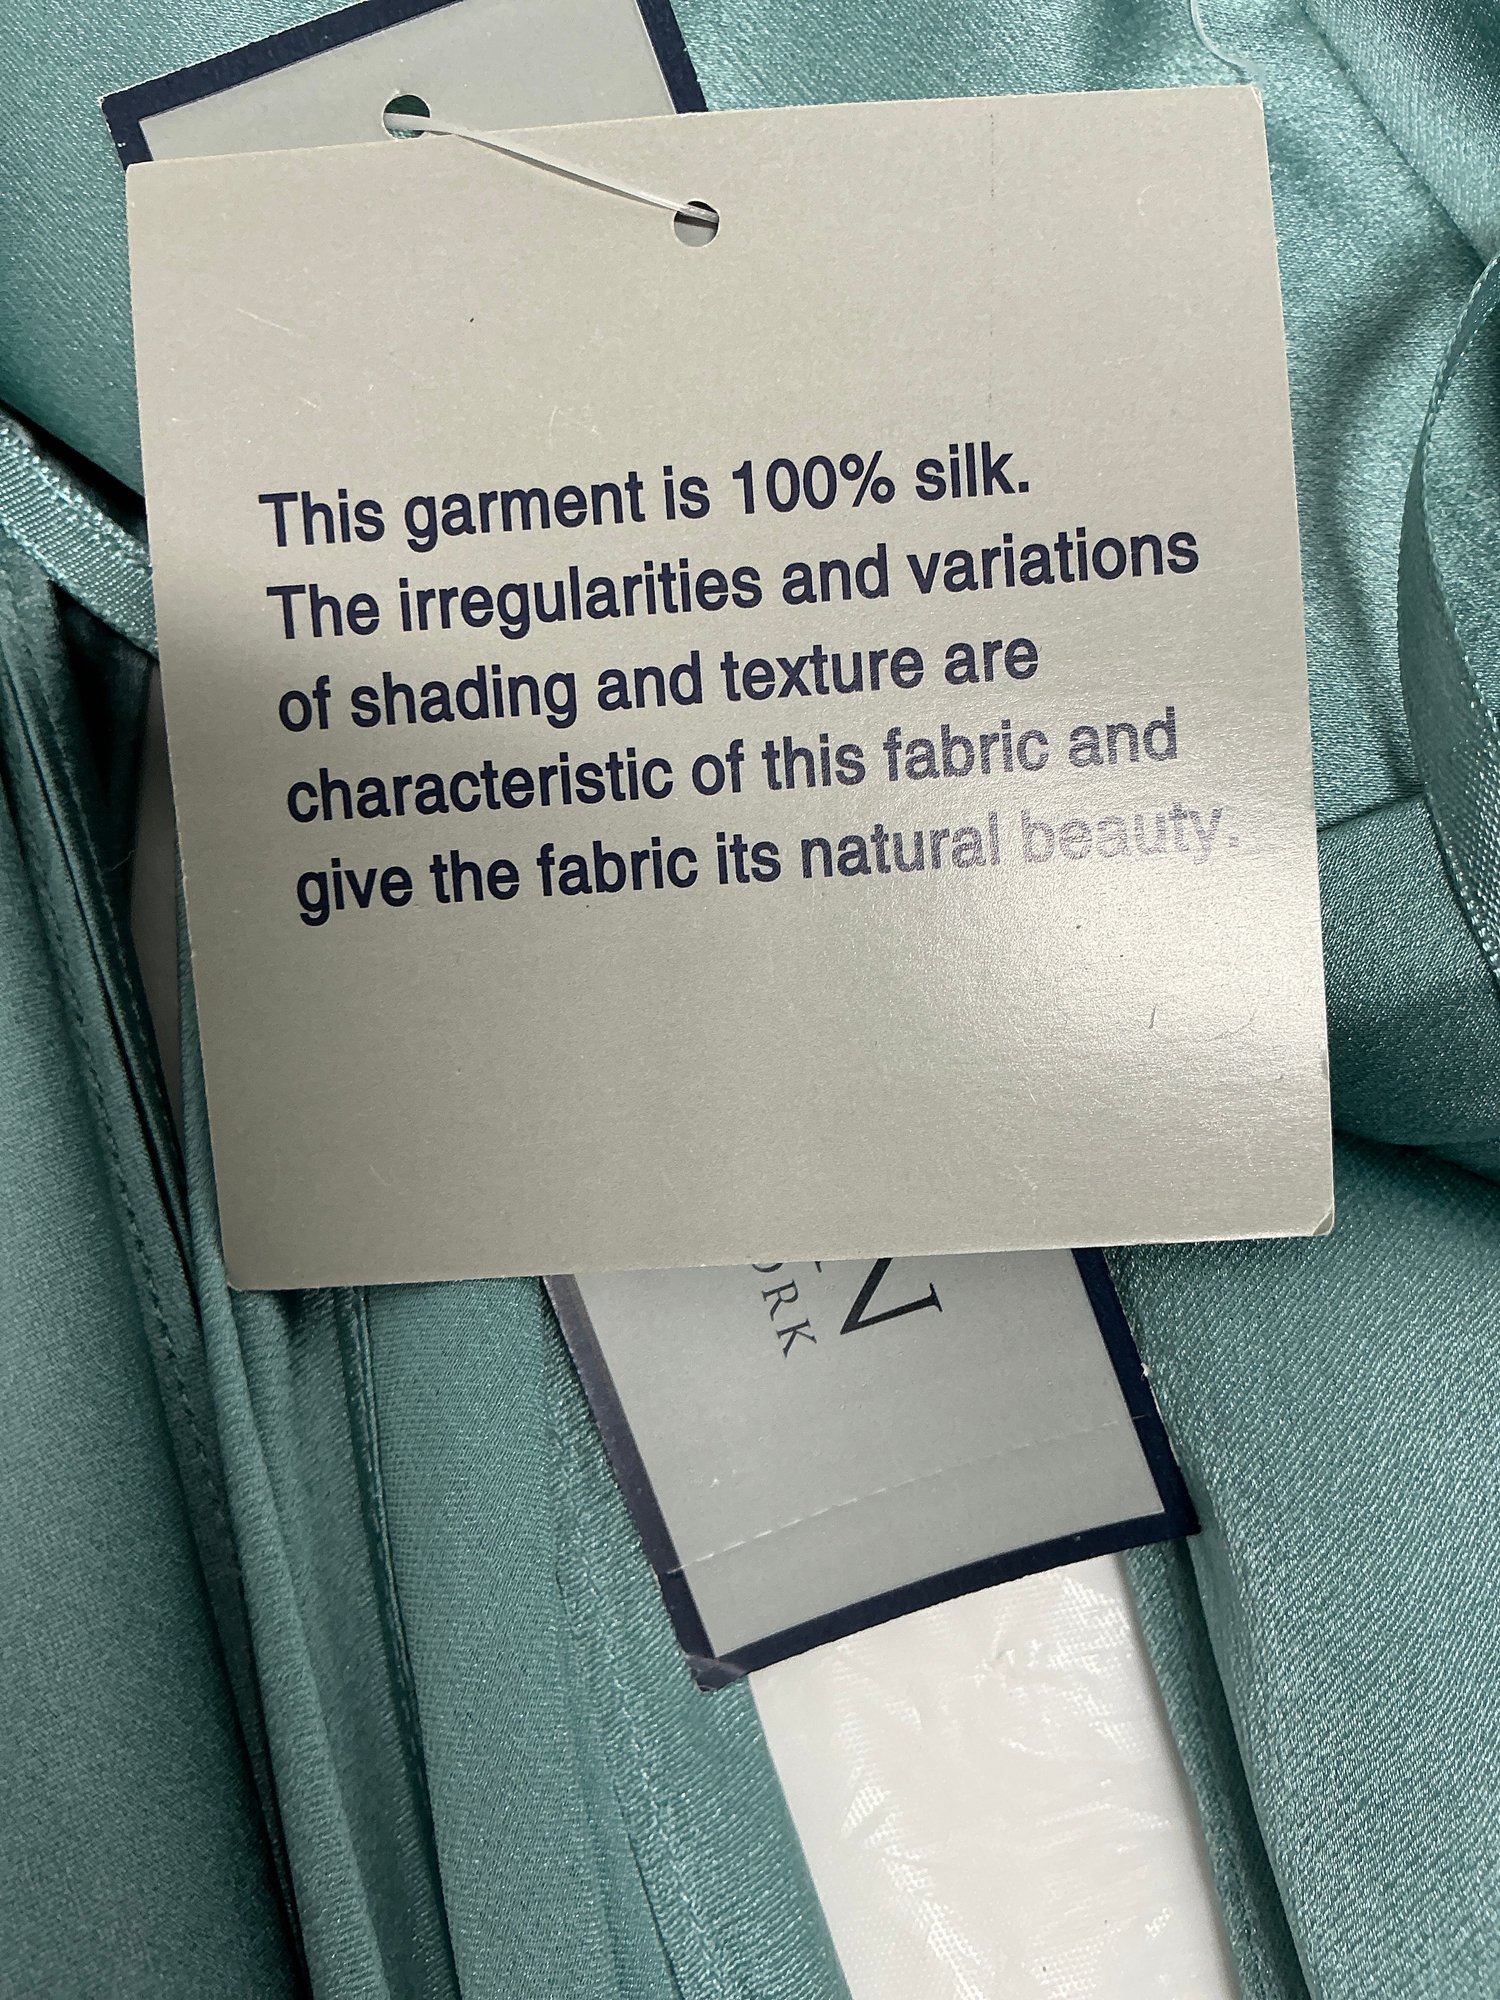 This garment is 100% silk.
The irregularities and variations
of shading and texture are
characteristic of this fabric and
give the fabric its natural beauty.